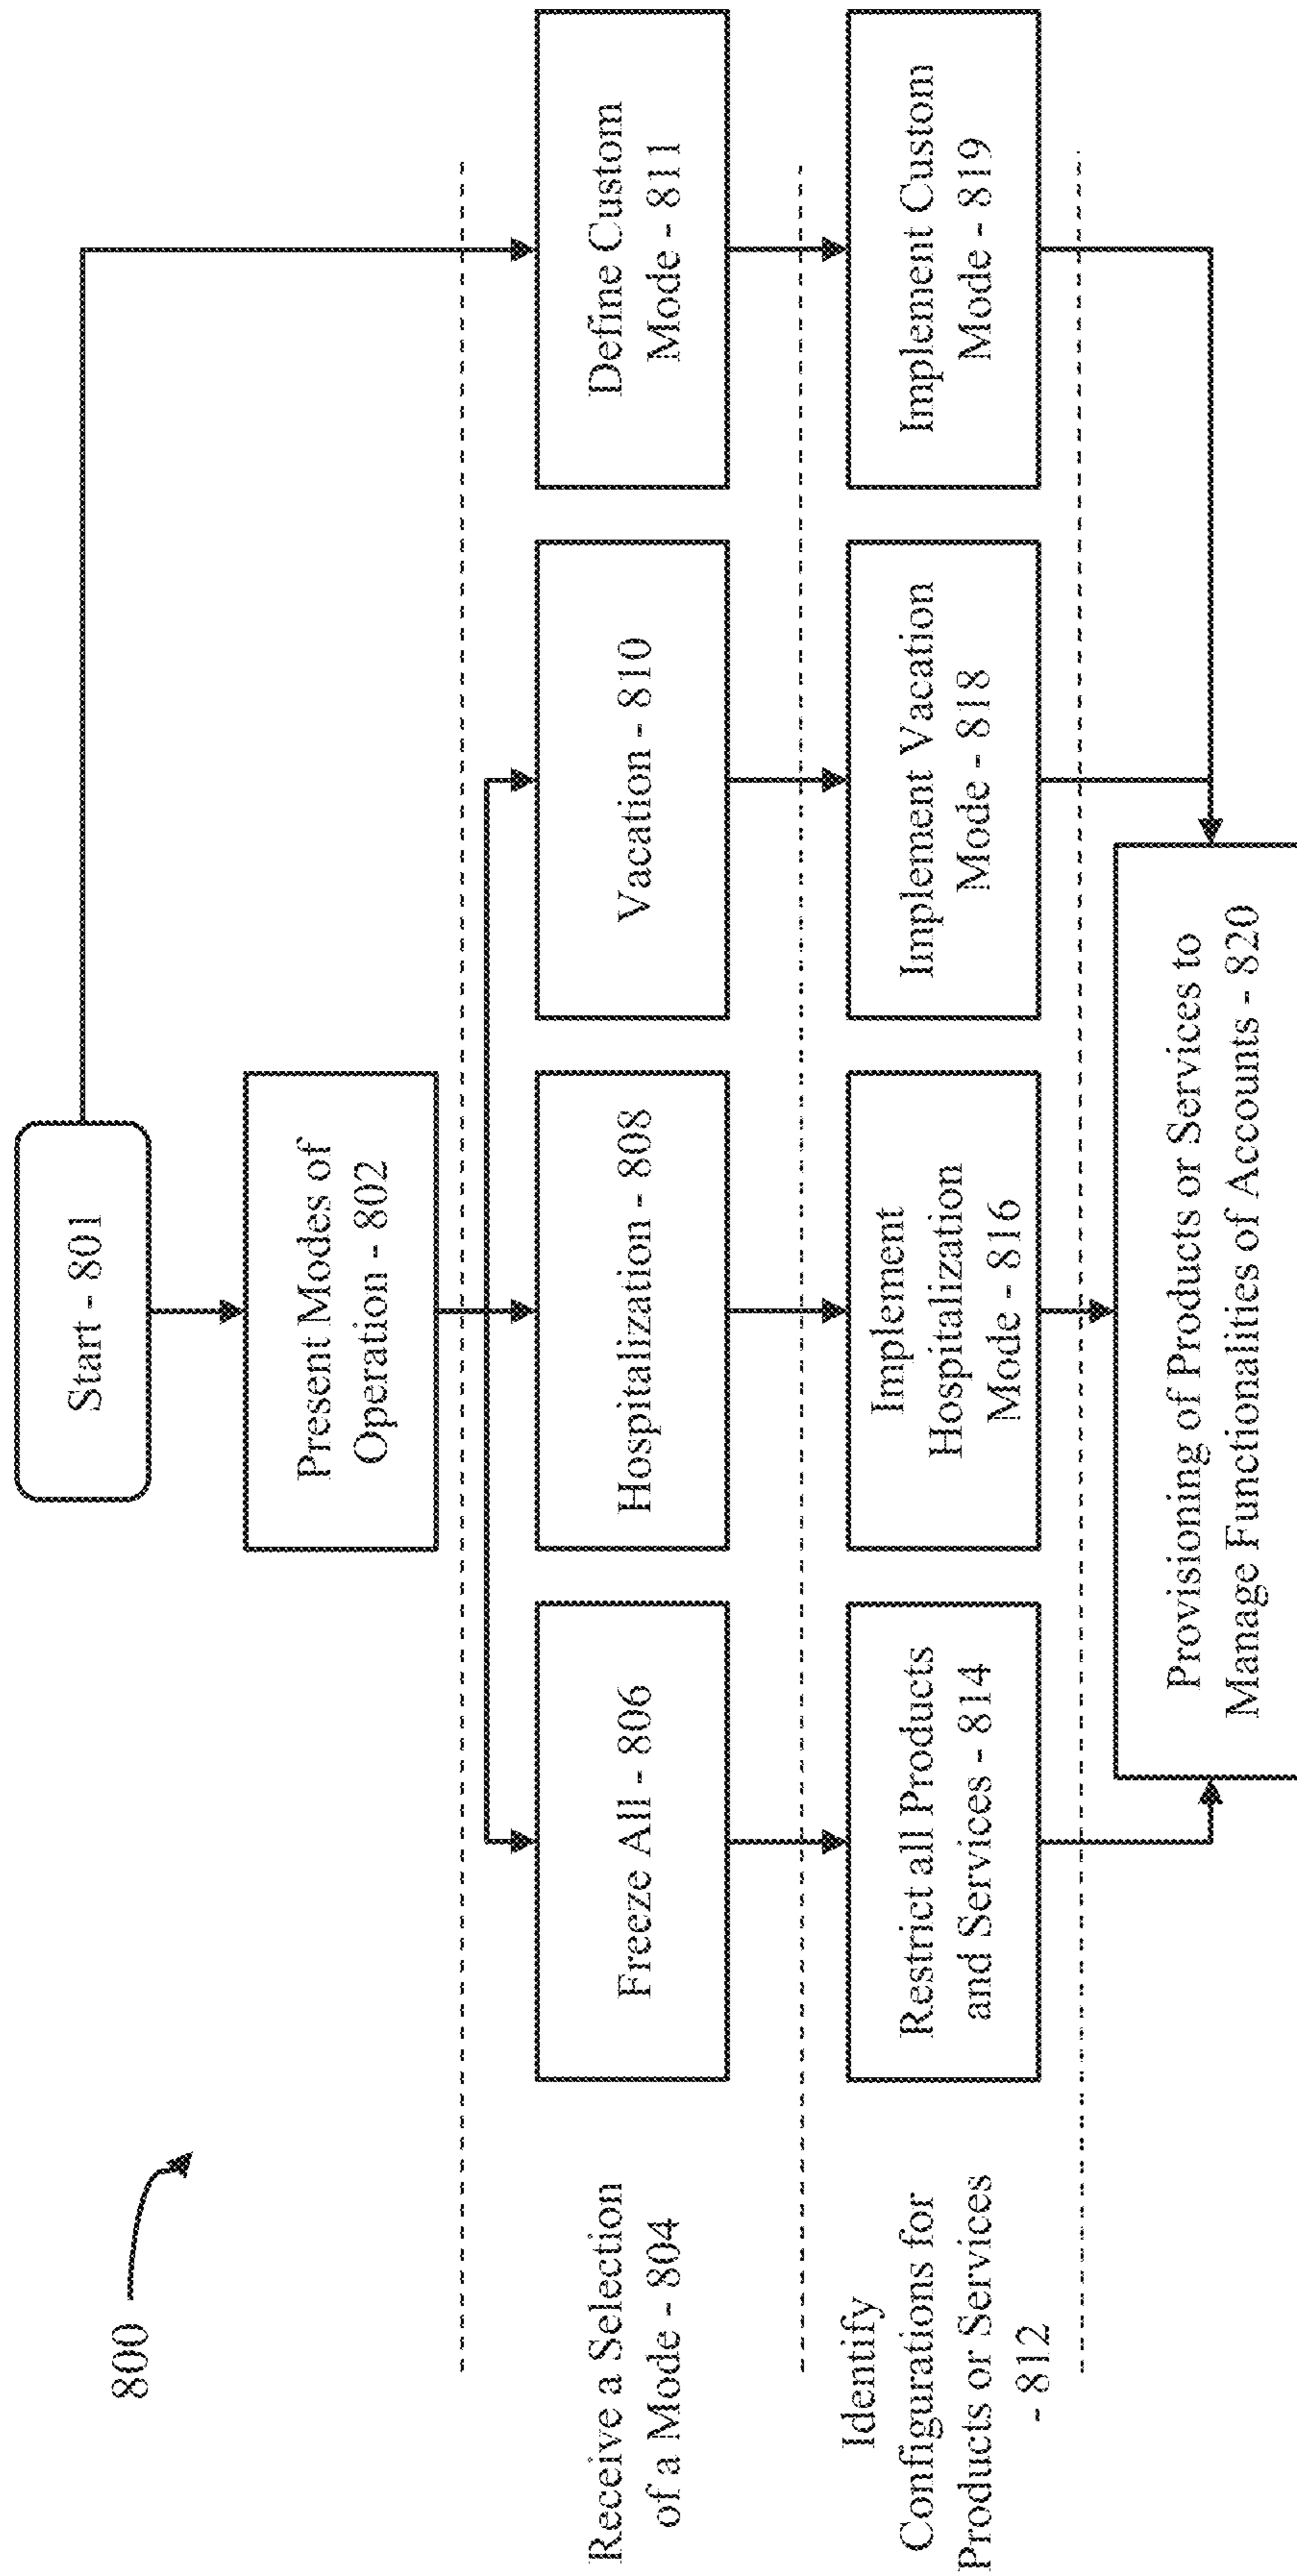 800
Start - 801
Present Modes of
Operation - 802
Receive a Selection
of a Mode - 804
Freeze All - 806
Hospitalization - 808
Vacation - 810
Define Custom
Mode - 811
Identify
Configurations for
Products or Services
- 812
Restrict all Products
and Services - 814
Implement
Hospitalization
Mode - 816
Implement Vacation
Mode - 818
Implement Custom
Mode - 819
Provisioning of Products or Services to
Manage Functionalities of Accounts - 820